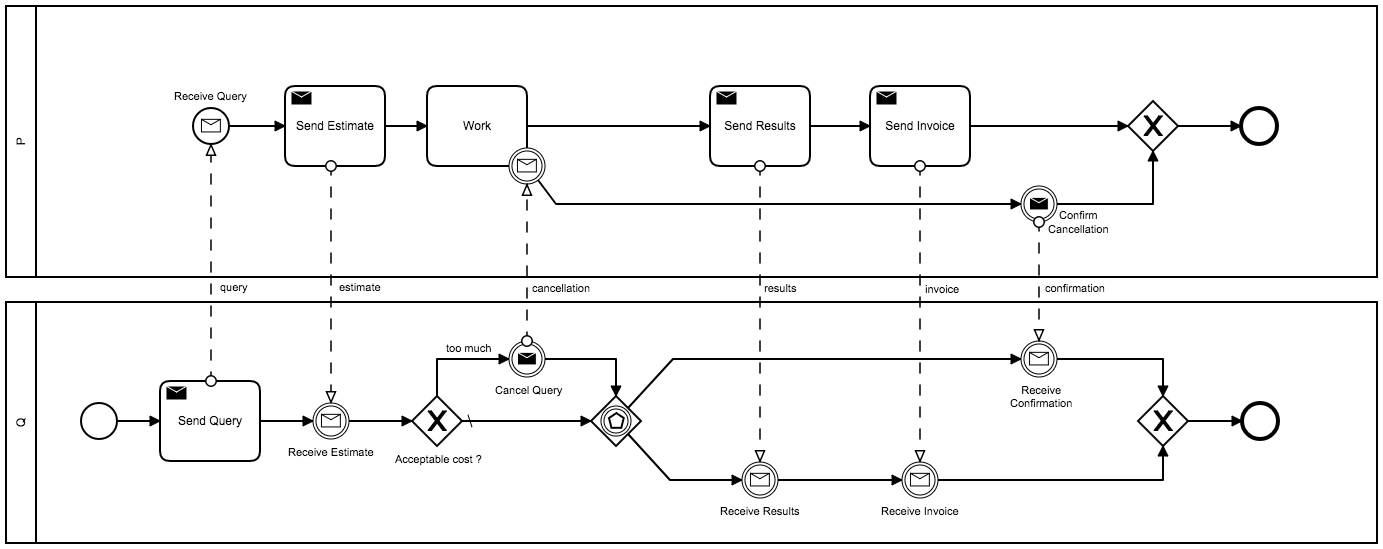 P
Receive Query
Send Estimate
Work
Send Results
Send Invoice
X
Confirm
Cancellation
query
estimate
cancellation
results
invoice
confirmation
Q
too much
Send Query
Receive Estimate
X
Acceptable cost ?
Cancel Query
Receive
Confirmation
X
Receive Results
Receive Invoice